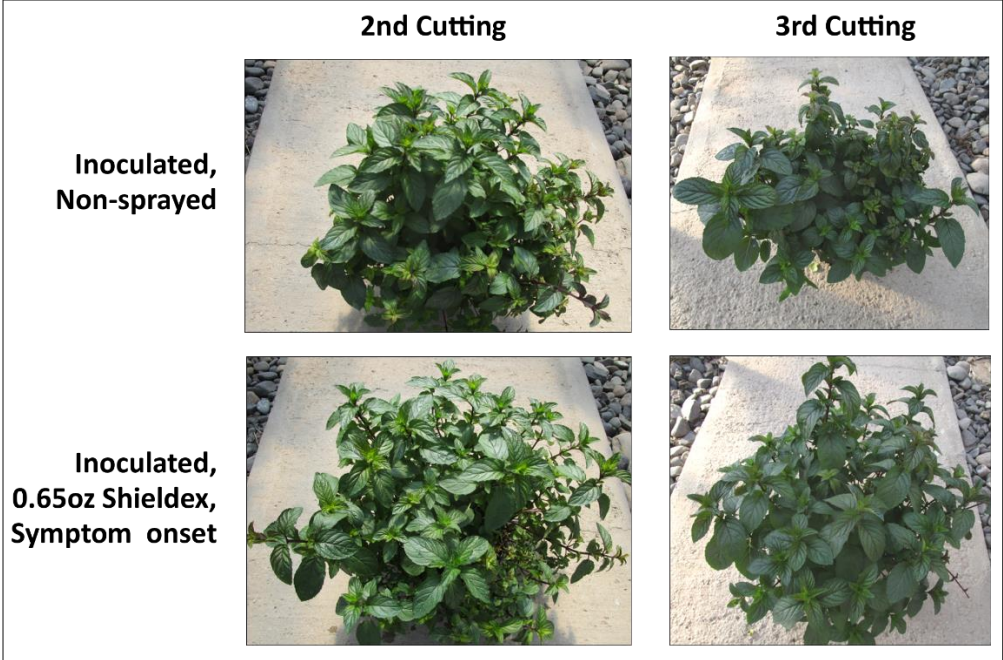 2nd Cutting
3rd Cutting
Inoculated,
Non-sprayed
Inoculated,
0.65oz Shieldex,
Symptom onset